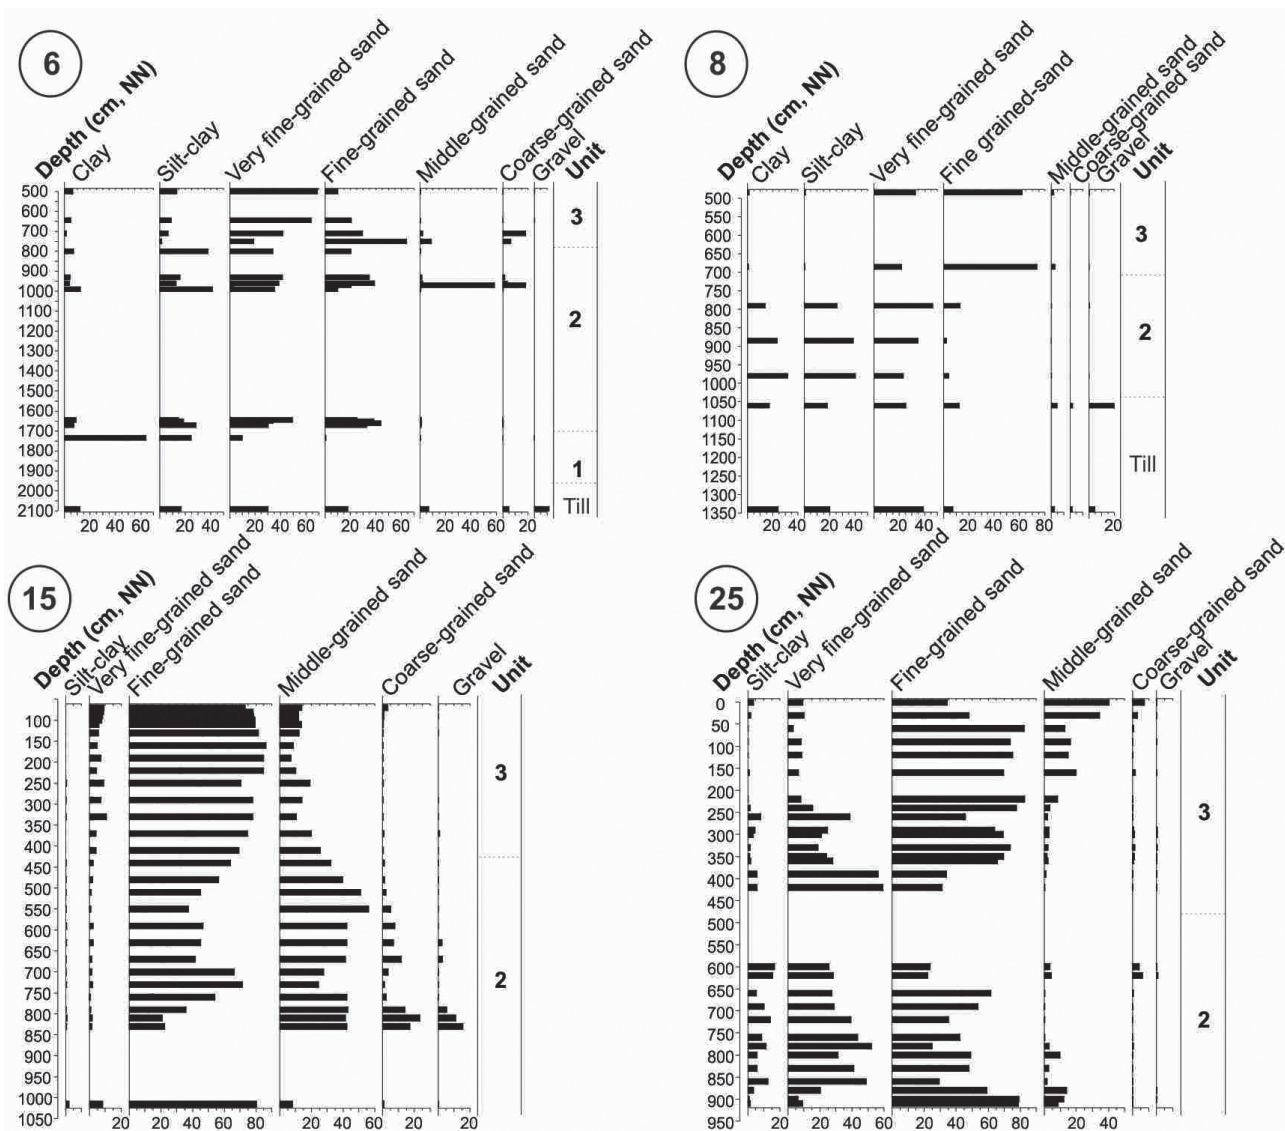 6
Depth (cm, NN)
Clay
Silt-clay
Very fine-grained sand
Fine-grained sand
Middle-grained sand
Coarse-grained sand
Gravel
Unit
500
600
700
800
900
1000
1100
1200
1300
1400
1500
1600
1700
1800
1900
2000
2100
3
2
1
Till
20 40 60 20 40 20 40 60 20 40 60 20 40 60 20
8
Depth (cm, NN)
Clay
Silt-clay
Very fine-grained sand
Fine grained-sand
Middle-grained sand
Coarse-grained sand
Gravel
Unit
500
550
600
650
700
750
800
850
900
950
1000
1050
1100
1150
1200
1250
1300
1350
3
2
Till
20 40 20 40 20 40 20 40 60 80 20
15
Depth (cm, NN)
Silt-clay
Very fine-grained sand
Fine-grained sand
Middle-grained sand
Coarse-grained sand
Gravel
Unit
100
150
200
250
300
350
400
450
500
550
600
650
700
750
800
850
900
950
1000
1050
3
2
20 20 40 60 80 20 40 60 20 20
25
Depth (cm, NN)
Silt-clay
Very fine-grained sand
Fine-grained sand
Middle-grained sand
Coarse-grained sand
Gravel
Unit
0
50
100
150
200
250
300
350
400
450
500
550
600
650
700
750
800
850
900
950
3
2
20 20 40 60 20 40 60 80 20 40